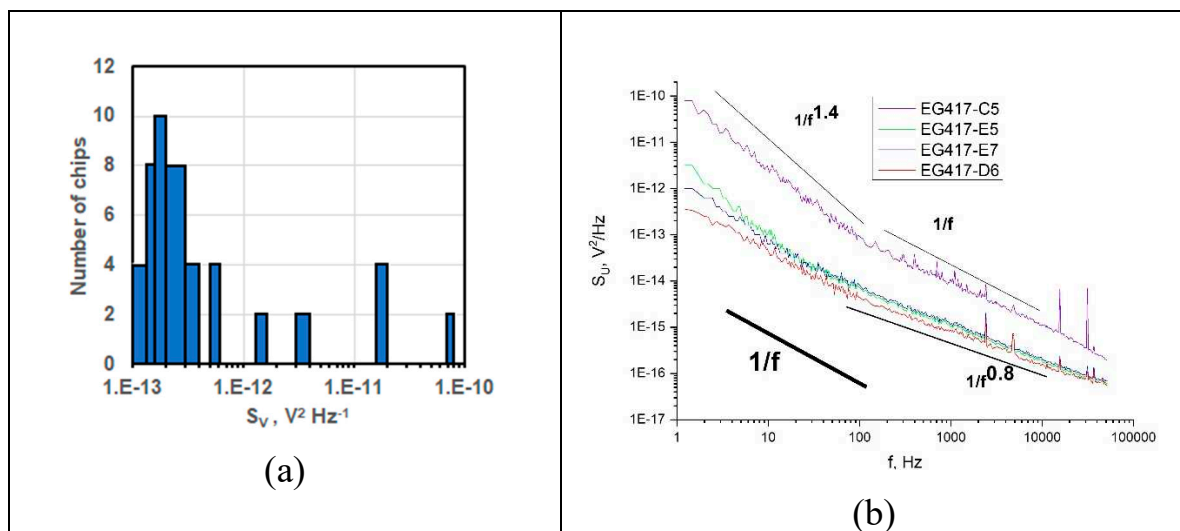 12
10
8
6
4
2
0
Number of chips
1.E-13 1.E-12 1.E-11 1.E-10
S_V , V² Hz⁻¹
(a)
1E-10
1E-11
1E-12
1E-13
1E-14
1E-15
1E-16
1E-17
S_U, V²/Hz
1/f^1.4
EG417-C5
EG417-E5
EG417-E7
EG417-D6
1/f
1/f
1/f^0.8
1 10 100 1000 10000 100000
f, Hz
(b)